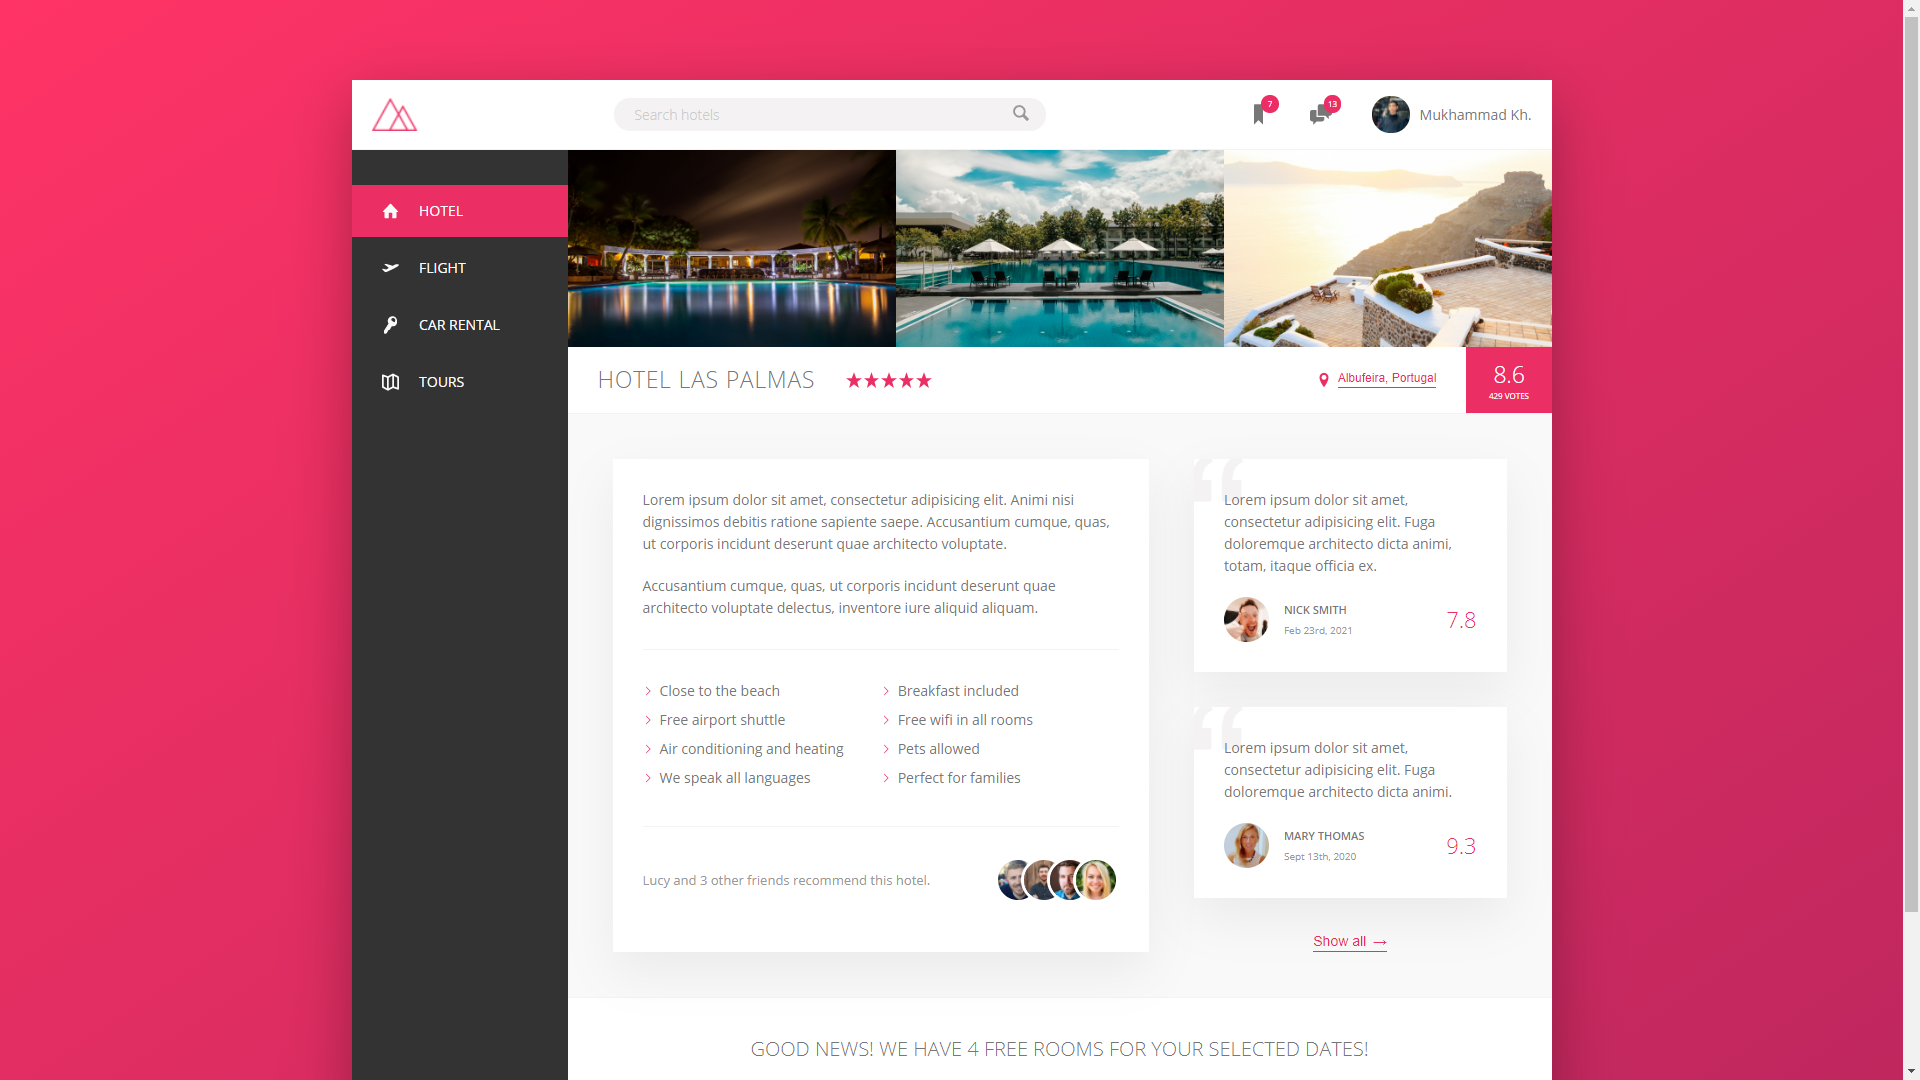 Search hotels
7
13
Mukhammad Kh.
HOTEL
FLIGHT
CAR RENTAL
TOURS
HOTEL LAS PALMAS
Albufeira, Portugal
8.6
429 VOTES
Lorem ipsum dolor sit amet, consectetur adipisicing elit. Animi nisi
dignissimos debitis ratione sapiente saepe. Accusantium cumque, quas,
ut corporis incidunt deserunt quae architecto voluptate.
Accusantium cumque, quas, ut corporis incidunt deserunt quae
architecto voluptate delectus, inventore iure aliquid aliquam.
Close to the beach
Free airport shuttle
Air conditioning and heating
We speak all languages
Breakfast included
Free wifi in all rooms
Pets allowed
Perfect for families
Lucy and 3 other friends recommend this hotel.
“
Lorem ipsum dolor sit amet,
consectetur adipisicing elit. Fuga
doloremque architecto dicta animi,
totam, itaque officia ex.
NICK SMITH
Feb 23rd, 2021
7.8
“
Lorem ipsum dolor sit amet,
consectetur adipisicing elit. Fuga
doloremque architecto dicta animi.
MARY THOMAS
Sept 13th, 2020
9.3
Show all →
GOOD NEWS! WE HAVE 4 FREE ROOMS FOR YOUR SELECTED DATES!